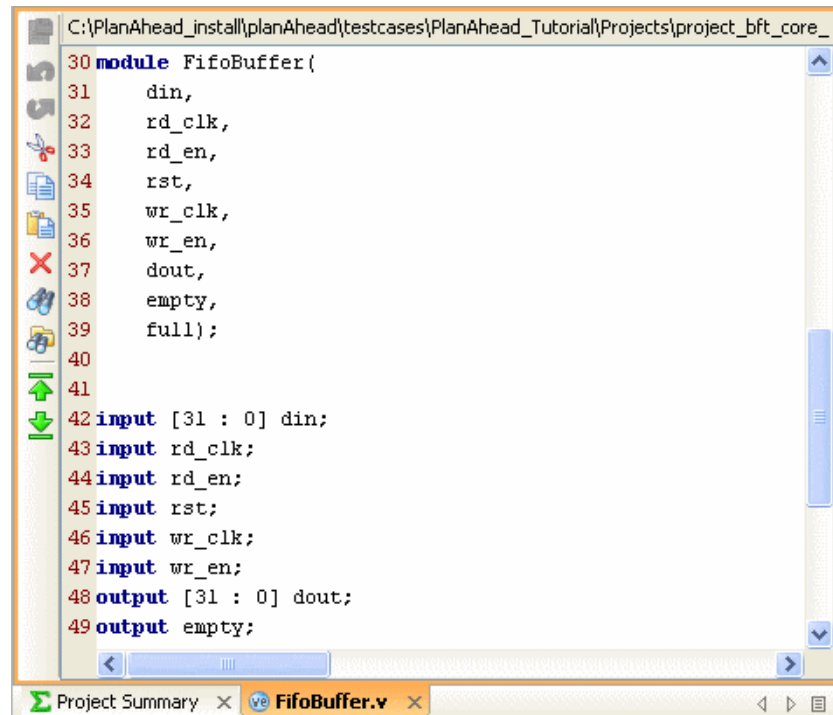 C:\PlanAhead_install\planAhead\testcases\PlanAhead_Tutorial\Projects\project_bft_core_
30 module FifoBuffer(
31 din,
32 rd_clk,
33 rd_en,
34 rst,
35 wr_clk,
36 wr_en,
37 dout,
38 empty,
39 full);
40
41
42 input [31 : 0] din;
43 input rd_clk;
44 input rd_en;
45 input rst;
46 input wr_clk;
47 input wr_en;
48 output [31 : 0] dout;
49 output empty;
Project Summary FifoBuffer.v